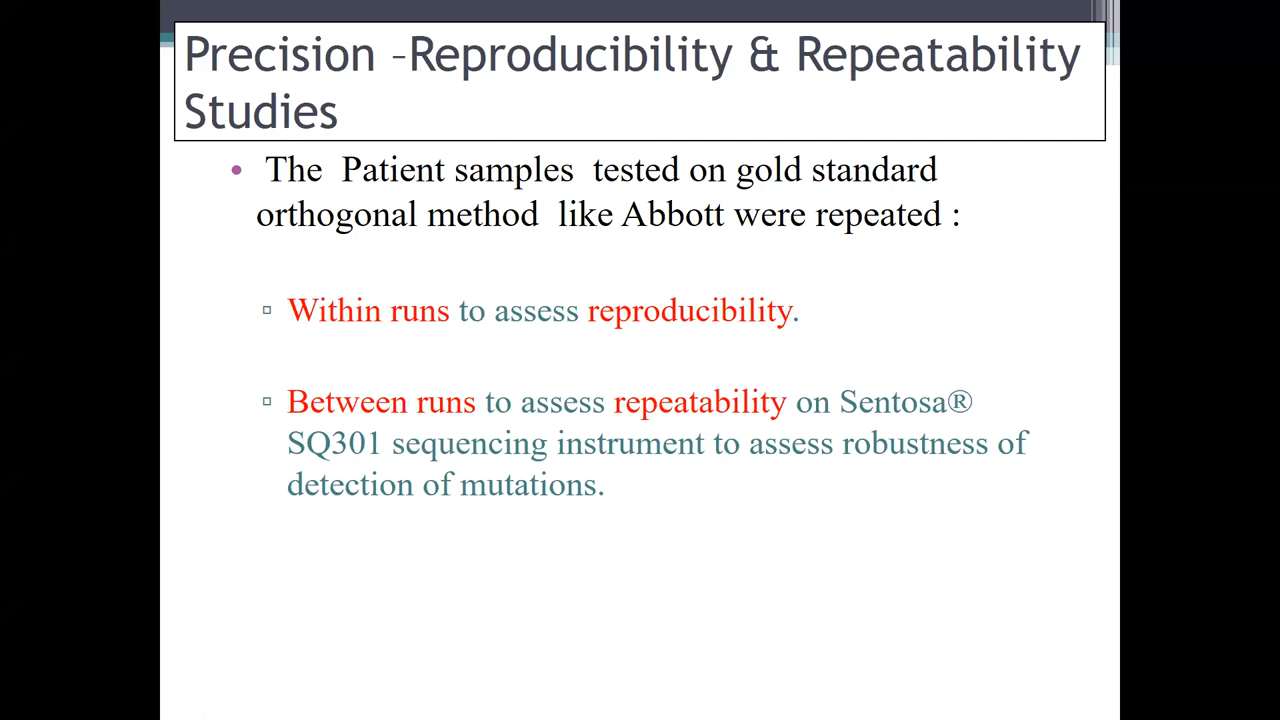 Precision –Reproducibility & Repeatability
Studies
• The Patient samples tested on gold standard
orthogonal method like Abbott were repeated :
▫ Within runs to assess reproducibility.
▫ Between runs to assess repeatability on Sentosa®
SQ301 sequencing instrument to assess robustness of
detection of mutations.